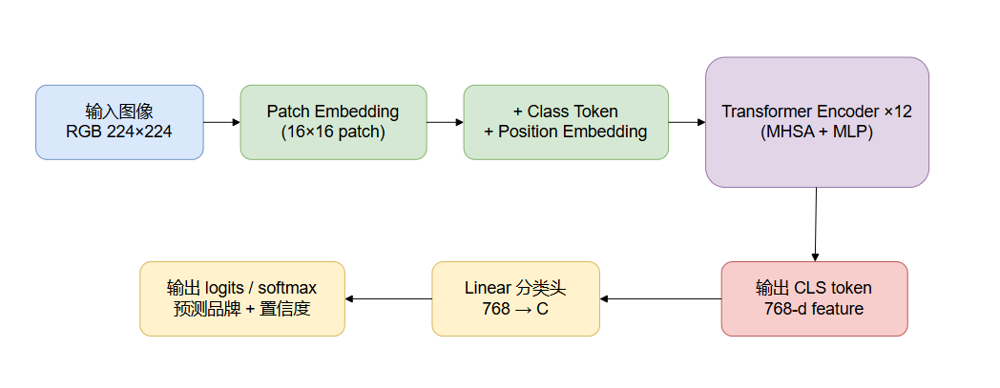 输入图像
RGB 224×224
Patch Embedding
(16×16 patch)
+ Class Token
+ Position Embedding
Transformer Encoder ×12
(MHSA + MLP)
输出 CLS token
768-d feature
Linear 分类头
768 → C
输出 logits / softmax
预测品牌 + 置信度